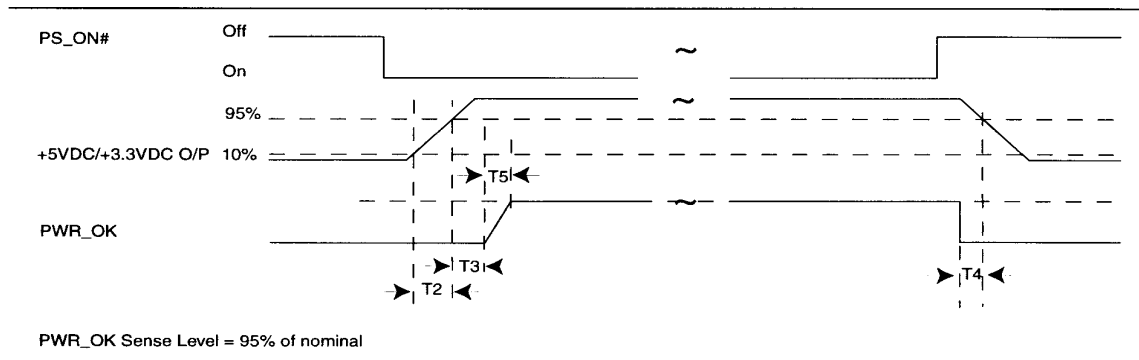 PS_ON#
Off
On
95%
+5VDC/+3.3VDC O/P
10%
T5
PWR_OK
T3
T2
T4
PWR_OK Sense Level = 95% of nominal